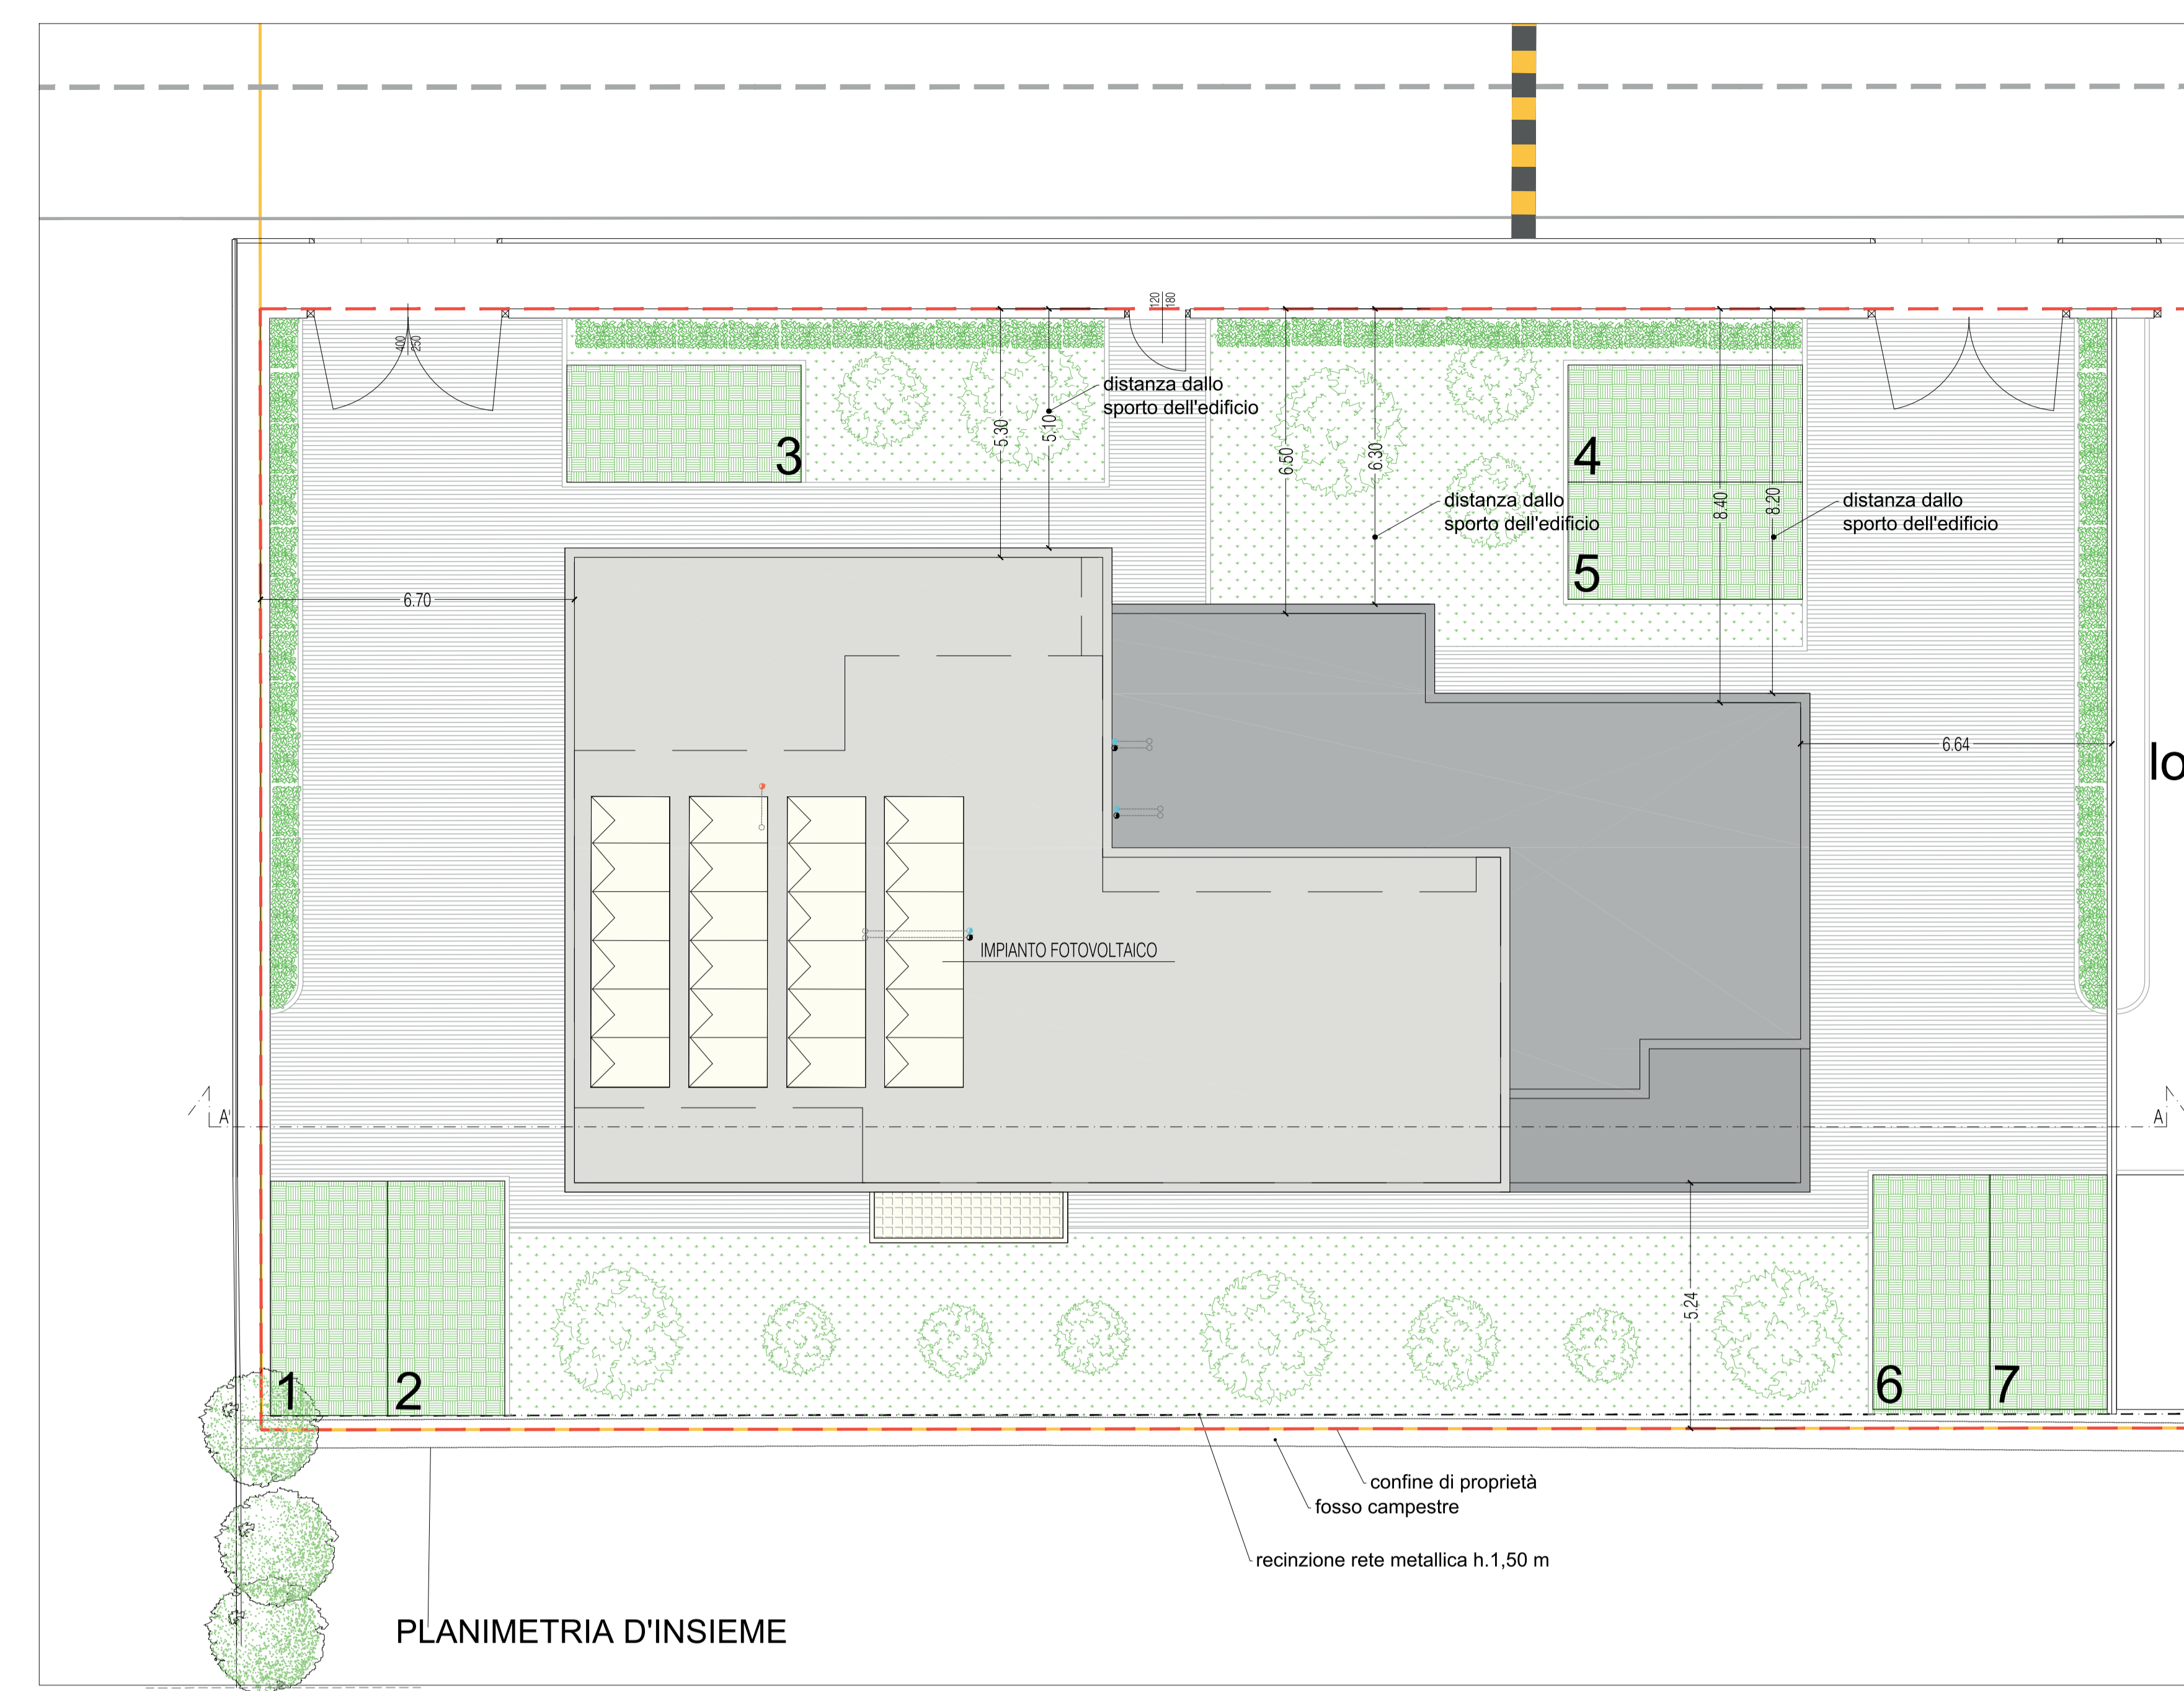 400
250
120
180
distanza dallo
sporto dell'edificio
3
5.30
5.10
6.50
6.30
4
distanza dallo
sporto dell'edificio
8.40
8.20
distanza dallo
sporto dell'edificio
5
6.70
6.64
lo
IMPIANTO FOTOVOLTAICO
A'
A
5.24
1
2
6
7
confine di proprietà
fosso campestre
recinzione rete metallica h.1,50 m
PLANIMETRIA D'INSIEME